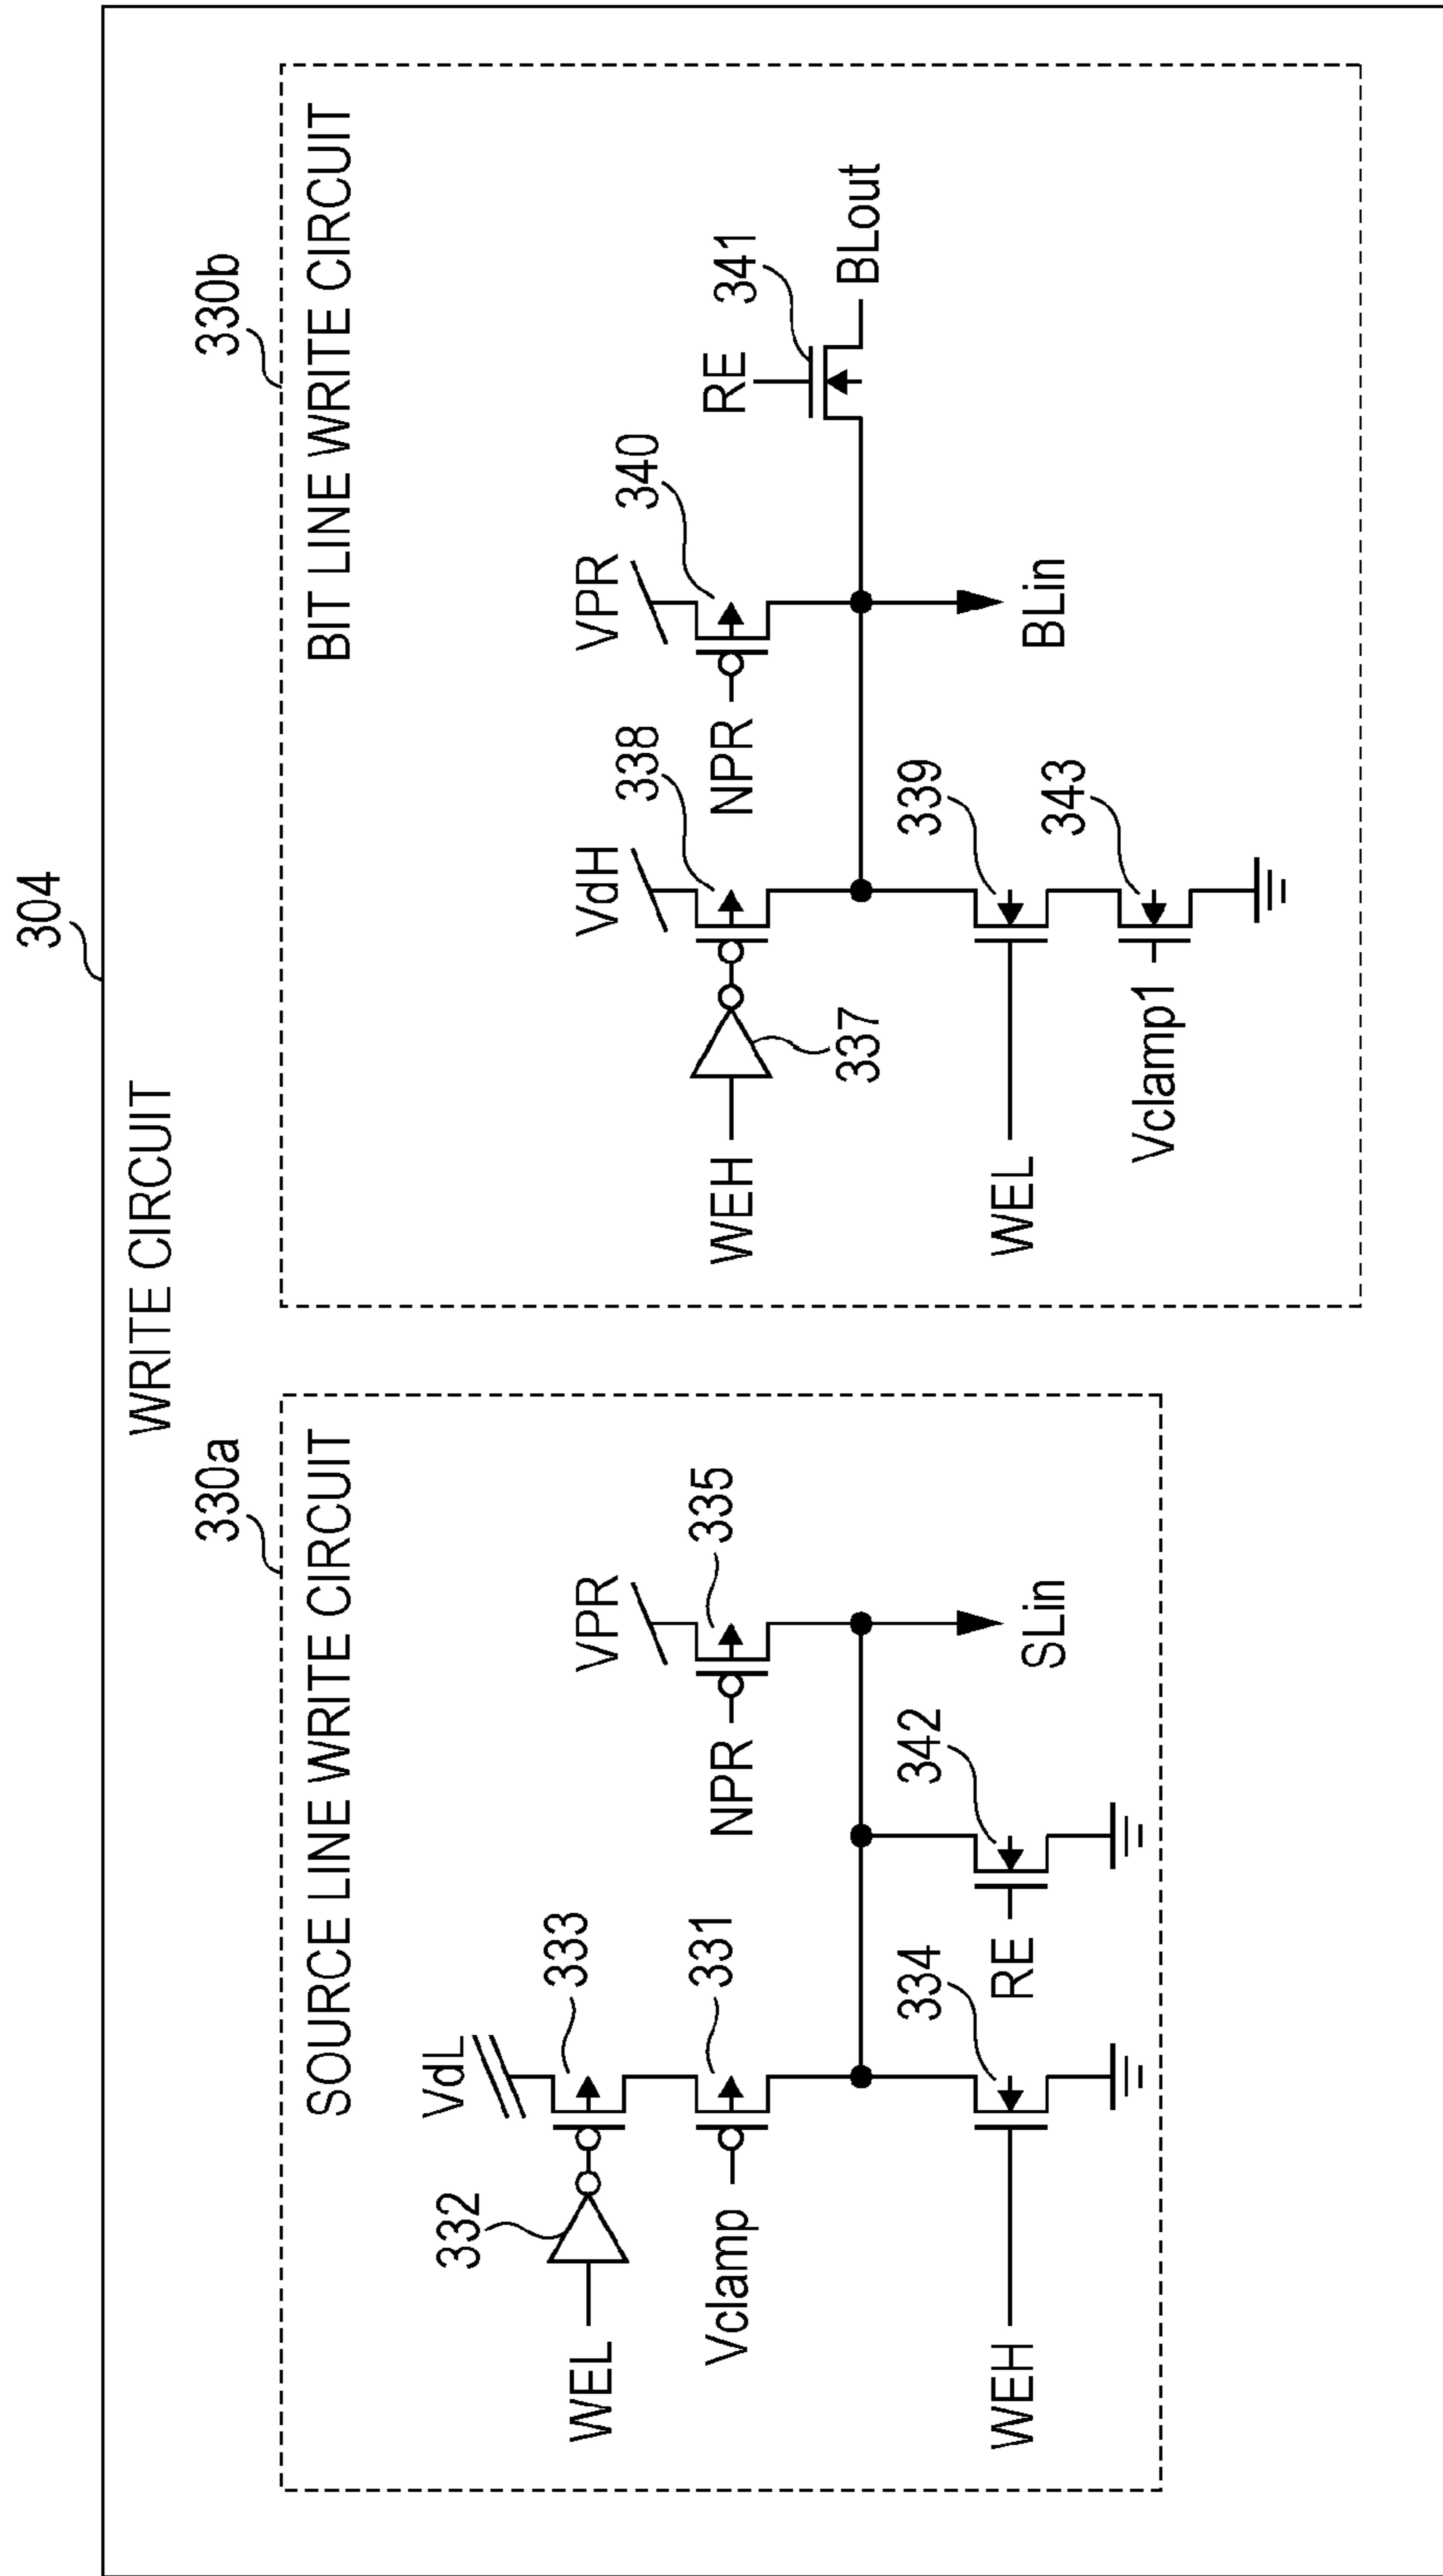 304
WRITE CIRCUIT
330a
SOURCE LINE WRITE CIRCUIT
VdL
333
332
WEL
VPR
331
335
Vclamp
NPR
334
342
RE
WEH
SLin
330b
BIT LINE WRITE CIRCUIT
VdH
VPR
338
340
RE
341
WEH
NPR
337
BLout
339
WEL
BLin
343
Vclamp1